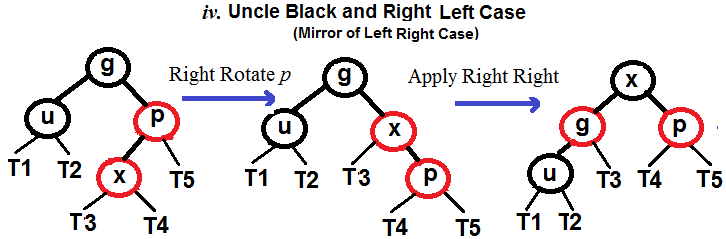 iv. Uncle Black and Right Left Case
(Mirror of Left Right Case)
g
u
p
T1
T2
x
T5
T3
T4
Right Rotate p
g
u
x
T1
T2
T3
p
T4
T5
Apply Right Right
x
g
p
u
T3
T4
T5
T1
T2